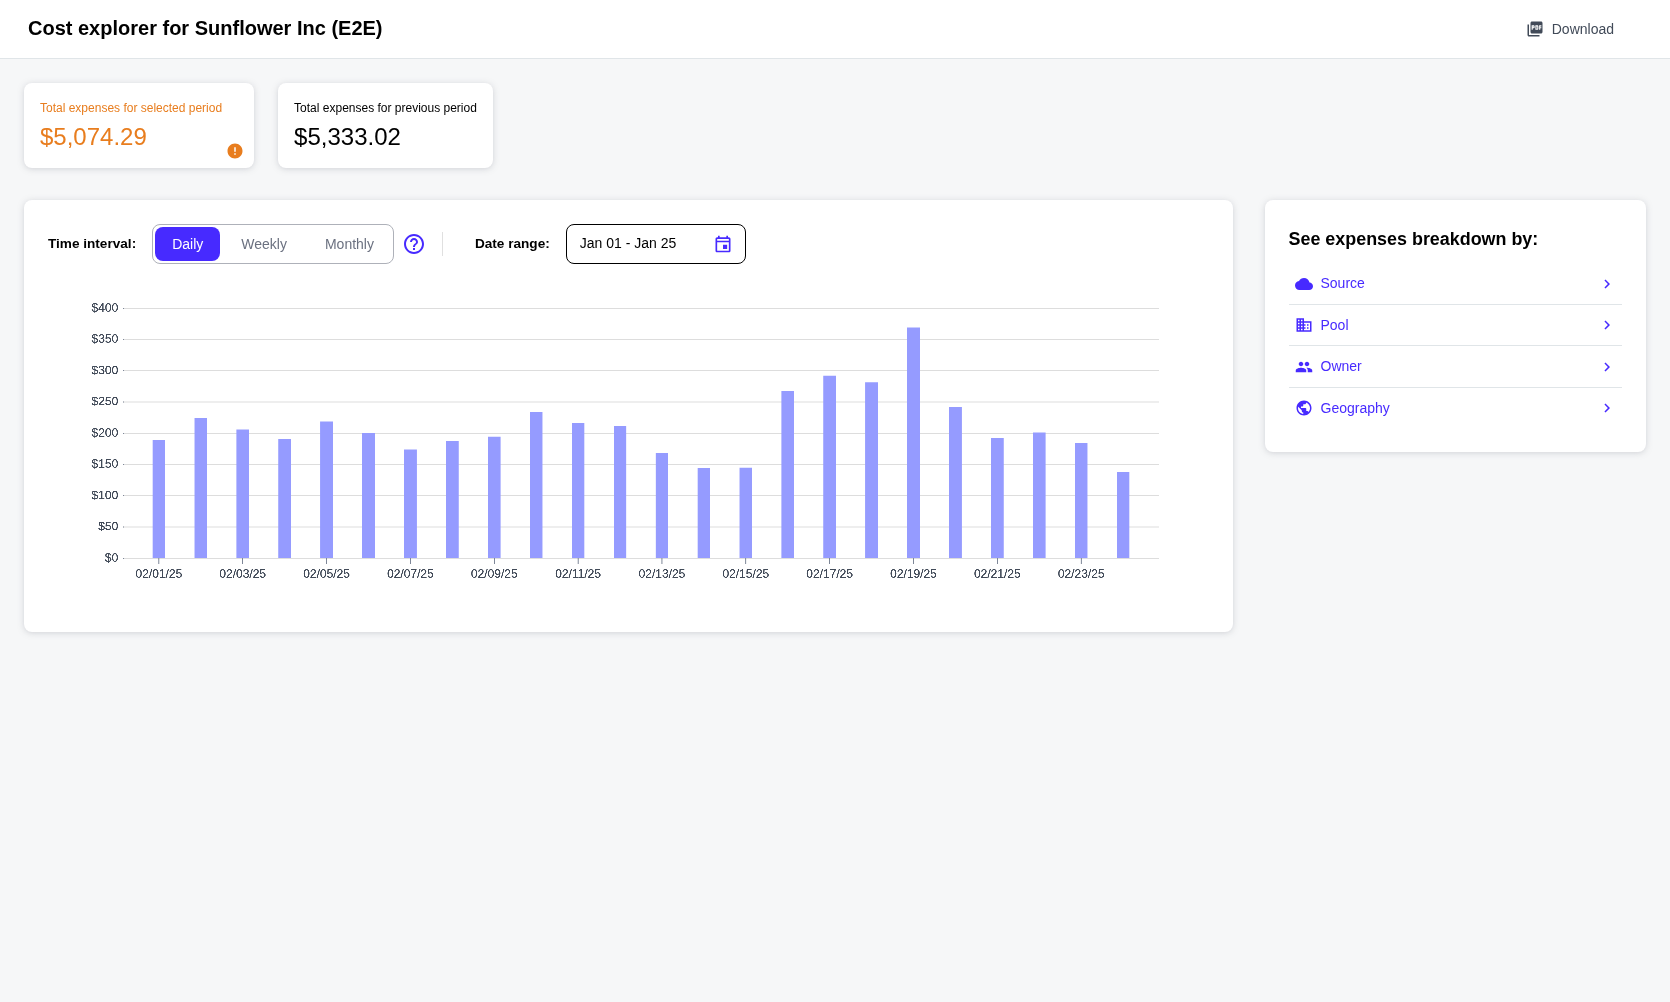 Cost explorer for Sunflower Inc (E2E)
Download
Total expenses for selected period
$5,074.29
Total expenses for previous period
$5,333.02
Time interval:
Daily
Weekly
Monthly
Date range:
Jan 01 - Jan 25
See expenses breakdown by:
Source
Pool
Owner
Geography
$400
$350
$300
$250
$200
$150
$100
$50
$0
02/01/25
02/03/25
02/05/25
02/07/25
02/09/25
02/11/25
02/13/25
02/15/25
02/17/25
02/19/25
02/21/25
02/23/25